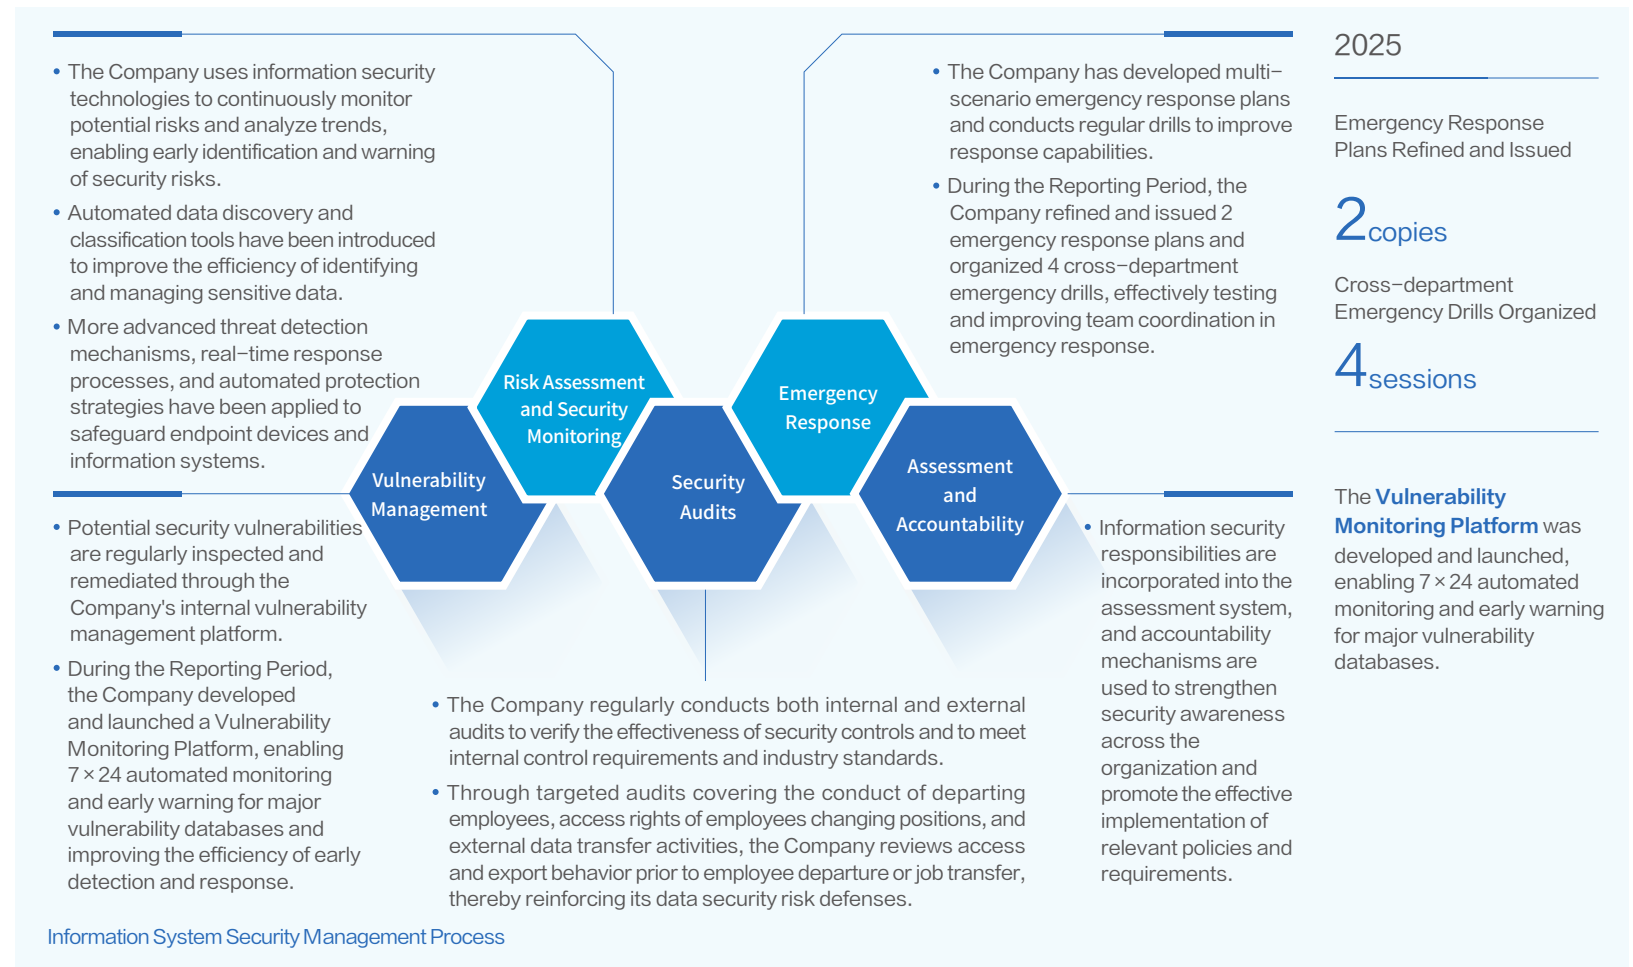 • The Company uses information security
technologies to continuously monitor
potential risks and analyze trends,
enabling early identification and warning
of security risks.
• Automated data discovery and
classification tools have been introduced
to improve the efficiency of identifying
and managing sensitive data.
• More advanced threat detection
mechanisms, real-time response
processes, and automated protection
strategies have been applied to
safeguard endpoint devices and
information systems.
• Potential security vulnerabilities
are regularly inspected and
remediated through the
Company's internal vulnerability
management platform.
• During the Reporting Period,
the Company developed
and launched a Vulnerability
Monitoring Platform, enabling
7×24 automated monitoring
and early warning for major
vulnerability databases and
improving the efficiency of early
detection and response.
Vulnerability
Management
Risk Assessment
and Security
Monitoring
Security
Audits
Emergency
Response
Assessment
and
Accountability
• The Company regularly conducts both internal and external
audits to verify the effectiveness of security controls and to meet
internal control requirements and industry standards.
• Through targeted audits covering the conduct of departing
employees, access rights of employees changing positions, and
external data transfer activities, the Company reviews access
and export behavior prior to employee departure or job transfer,
thereby reinforcing its data security risk defenses.
• The Company has developed multi-
scenario emergency response plans
and conducts regular drills to improve
response capabilities.
• During the Reporting Period, the
Company refined and issued 2
emergency response plans and
organized 4 cross-department
emergency drills, effectively testing
and improving team coordination in
emergency response.
• Information security
responsibilities are
incorporated into the
assessment system,
and accountability
mechanisms are
used to strengthen
security awareness
across the
organization and
promote the effective
implementation of
relevant policies and
requirements.
2025
Emergency Response
Plans Refined and Issued
2 copies
Cross-department
Emergency Drills Organized
4 sessions
The Vulnerability
Monitoring Platform was
developed and launched,
enabling 7×24 automated
monitoring and early warning
for major vulnerability
databases.
Information System Security Management Process